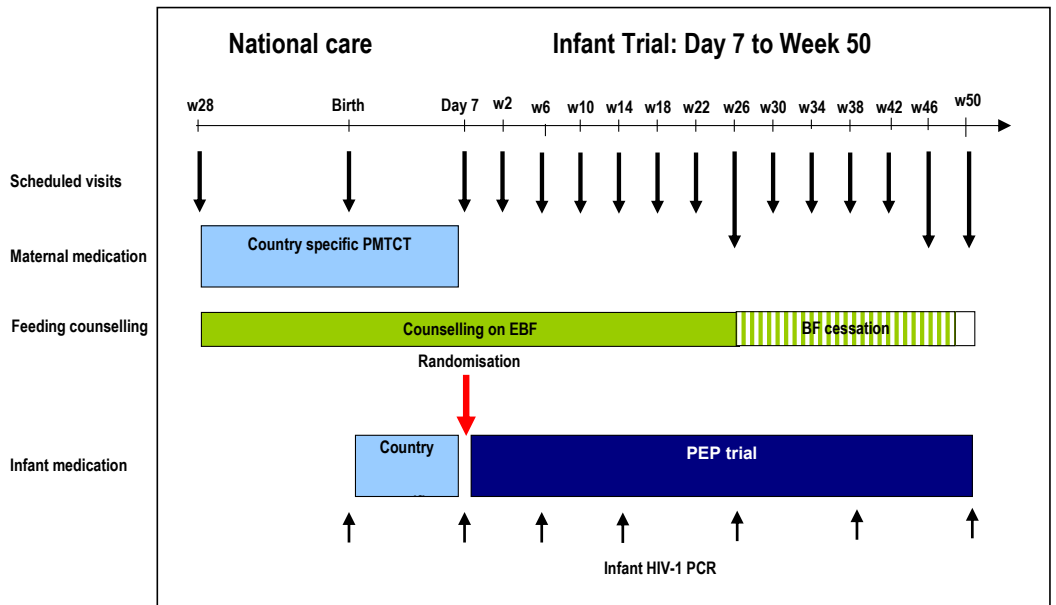 National care
Infant Trial: Day 7 to Week 50
w28 Birth Day 7 w2 w6 w10 w14 w18 w22 w26 w30 w34 w38 w42 w46 w50
Scheduled visits
Maternal medication
Country specific PMTCT
Feeding counselling
Counselling on EBF
BF cessation
Randomisation
Infant medication
Country
PEP trial
Infant HIV-1 PCR